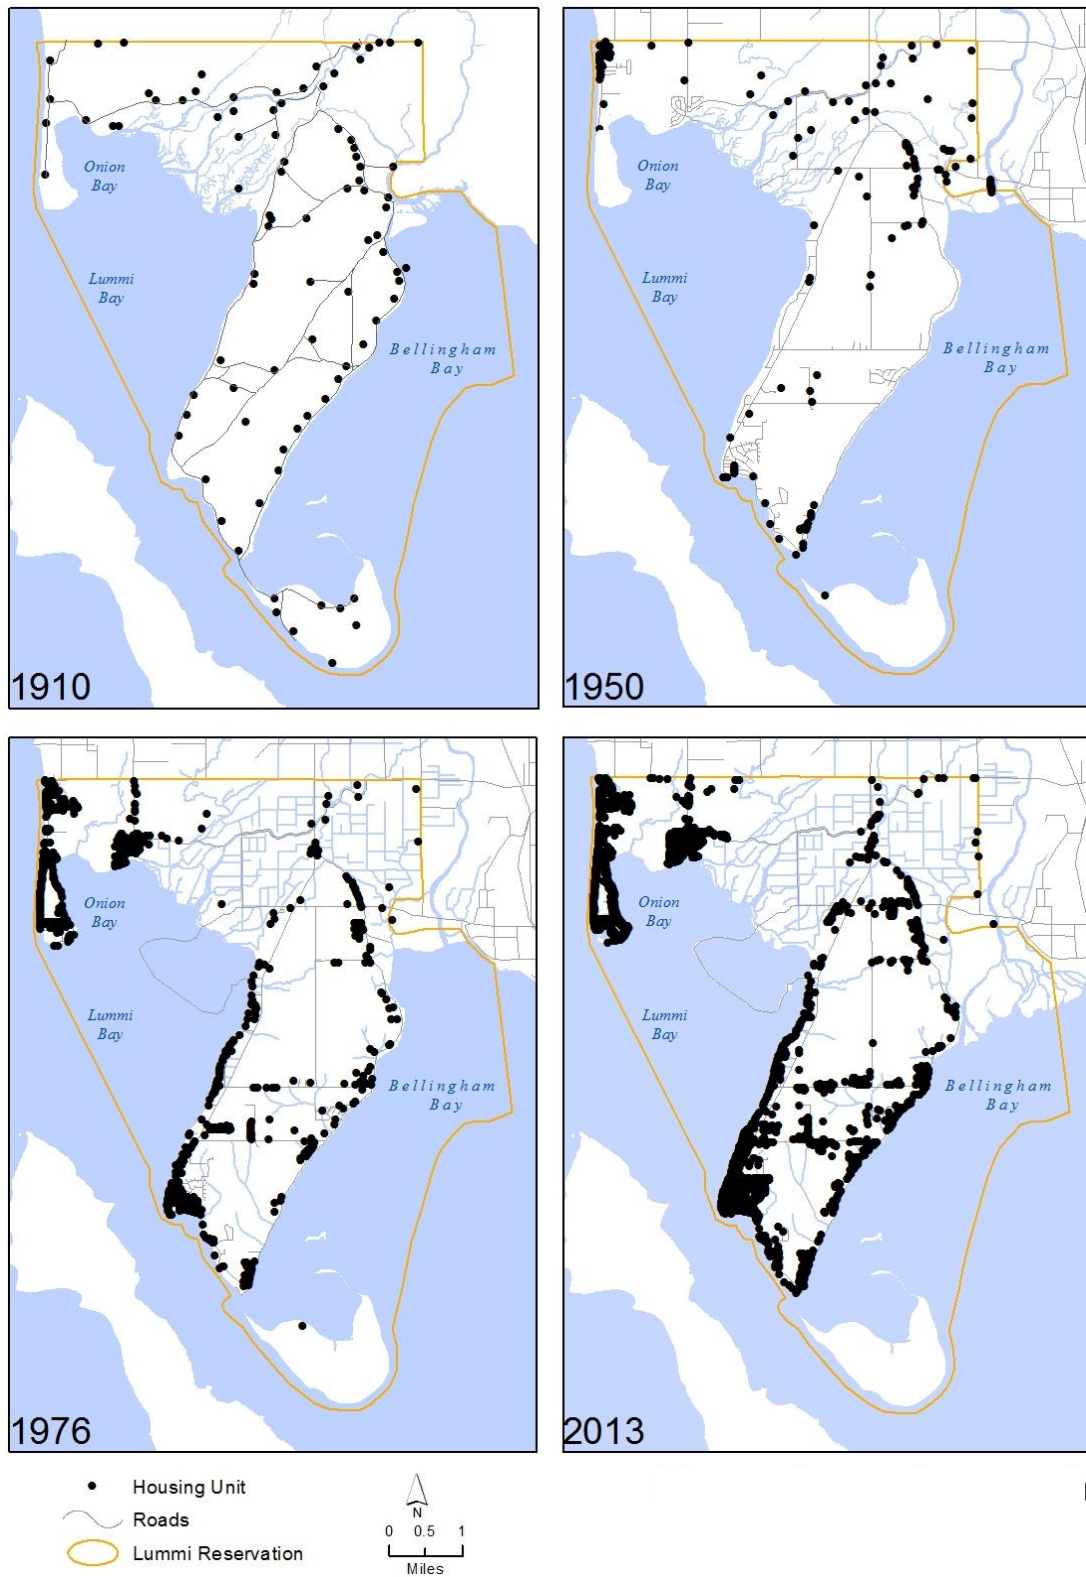 Onion
Bay
Lummi
Bay
Bellingham
Bay
1910
Onion
Bay
Lummi
Bay
Bellingham
Bay
1950
Onion
Bay
Lummi
Bay
Bellingham
Bay
1976
Onion
Bay
Lummi
Bay
Bellingham
Bay
2013
Housing Unit
Roads
Lummi Reservation
N
0 0.5 1
Miles